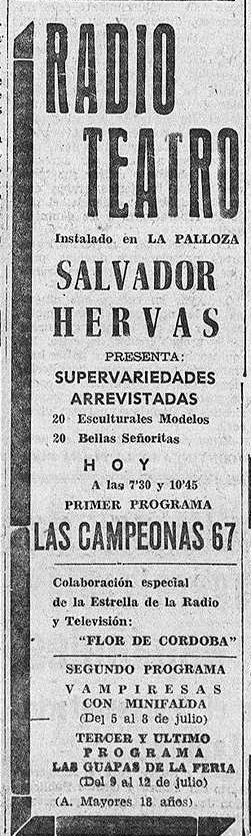 RADIO
TEATRO
Instalado en LA PALLOZA
SALVADOR
HERVAS
PRESENTA:
SUPERVARIEDADES
ARREVISTADAS
20 Esculturales Modelos
20 Bellas Señoritas
HOY
A las 7'30 y 10'45
PRIMER PROGRAMA
LAS CAMPEONAS 67
Colaboración especial
de la Estrella de la Radio
y Televisión:
"FLOR DE CORDOBA"
SEGUNDO PROGRAMA
VAMPIRESAS
CON MINIFALDA
(Del 5 al 8 de julio)
TERCER Y ULTIMO
PROGRAMA
LAS GUAPAS DE LA FERIA
(Del 9 al 12 de julio)
(A. Mayores 18 años)